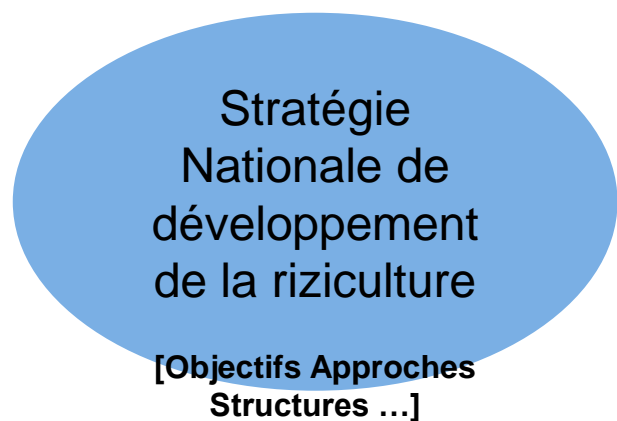 Stratégie
Nationale de
développement
de la riziculture
[Objectifs Approches
Structures …]